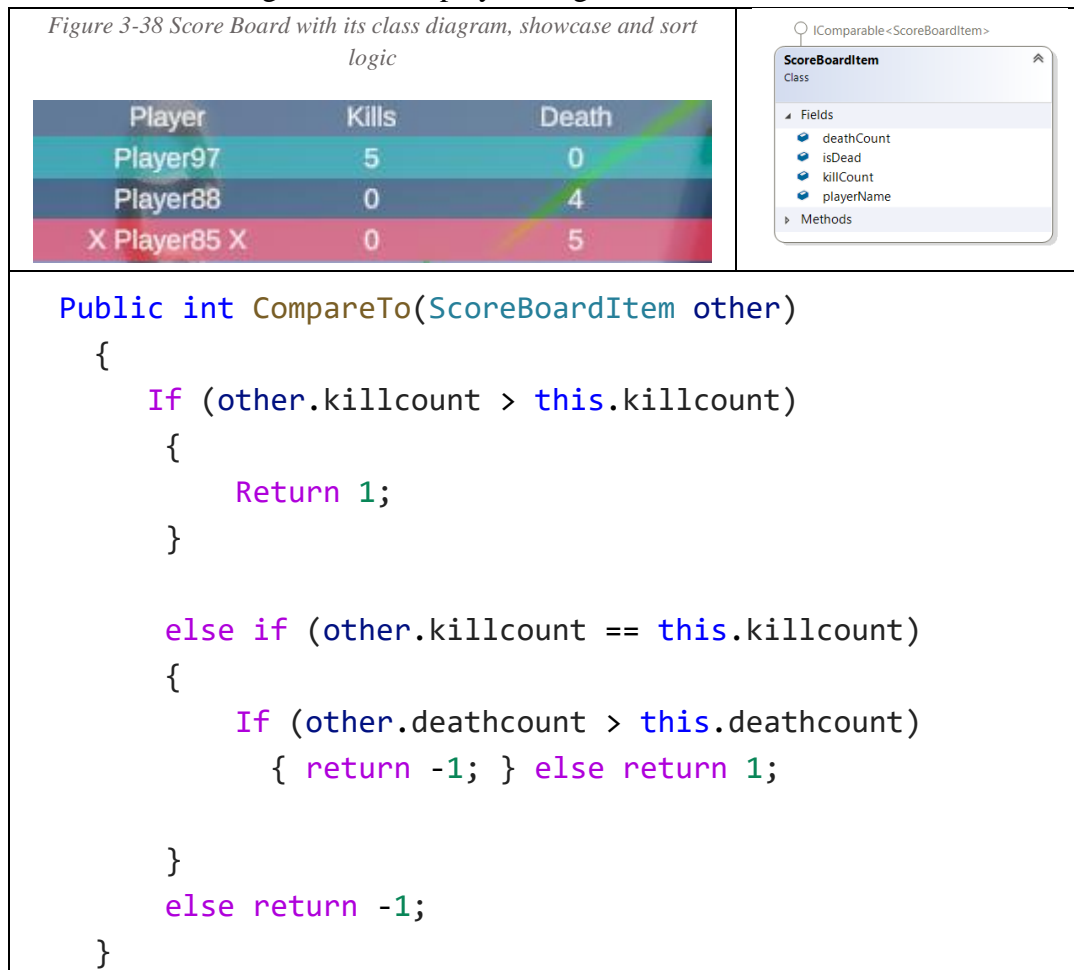 Figure 3-38 Score Board with its class diagram, showcase and sort
logic
Player Kills Death
Player97 5 0
Player88 0 4
X Player85 X 0 5
IComparable<ScoreBoardItem>
ScoreBoardItem
Class
Fields
deathCount
isDead
killCount
playerName
Methods
Public int CompareTo(ScoreBoardItem other)
{
If (other.killcount > this.killcount)
{
Return 1;
}
else if (other.killcount == this.killcount)
{
If (other.deathcount > this.deathcount)
{ return -1; } else return 1;
}
else return -1;
}